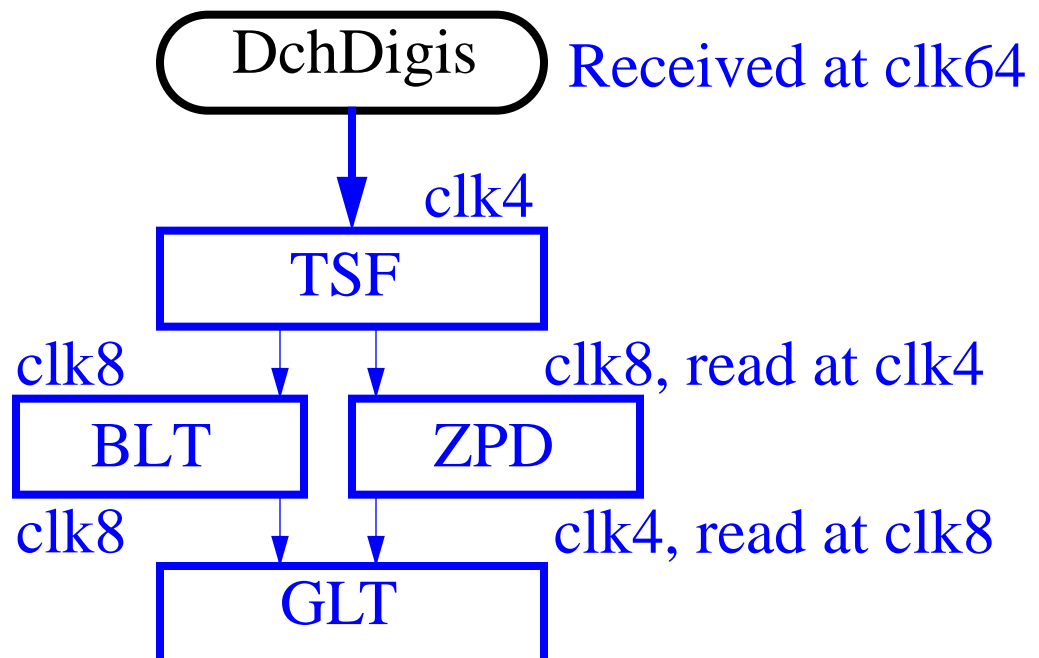 DchDigis
Received at clk64
clk4
TSF
clk8
clk8, read at clk4
BLT
ZPD
clk8
clk4, read at clk8
GLT